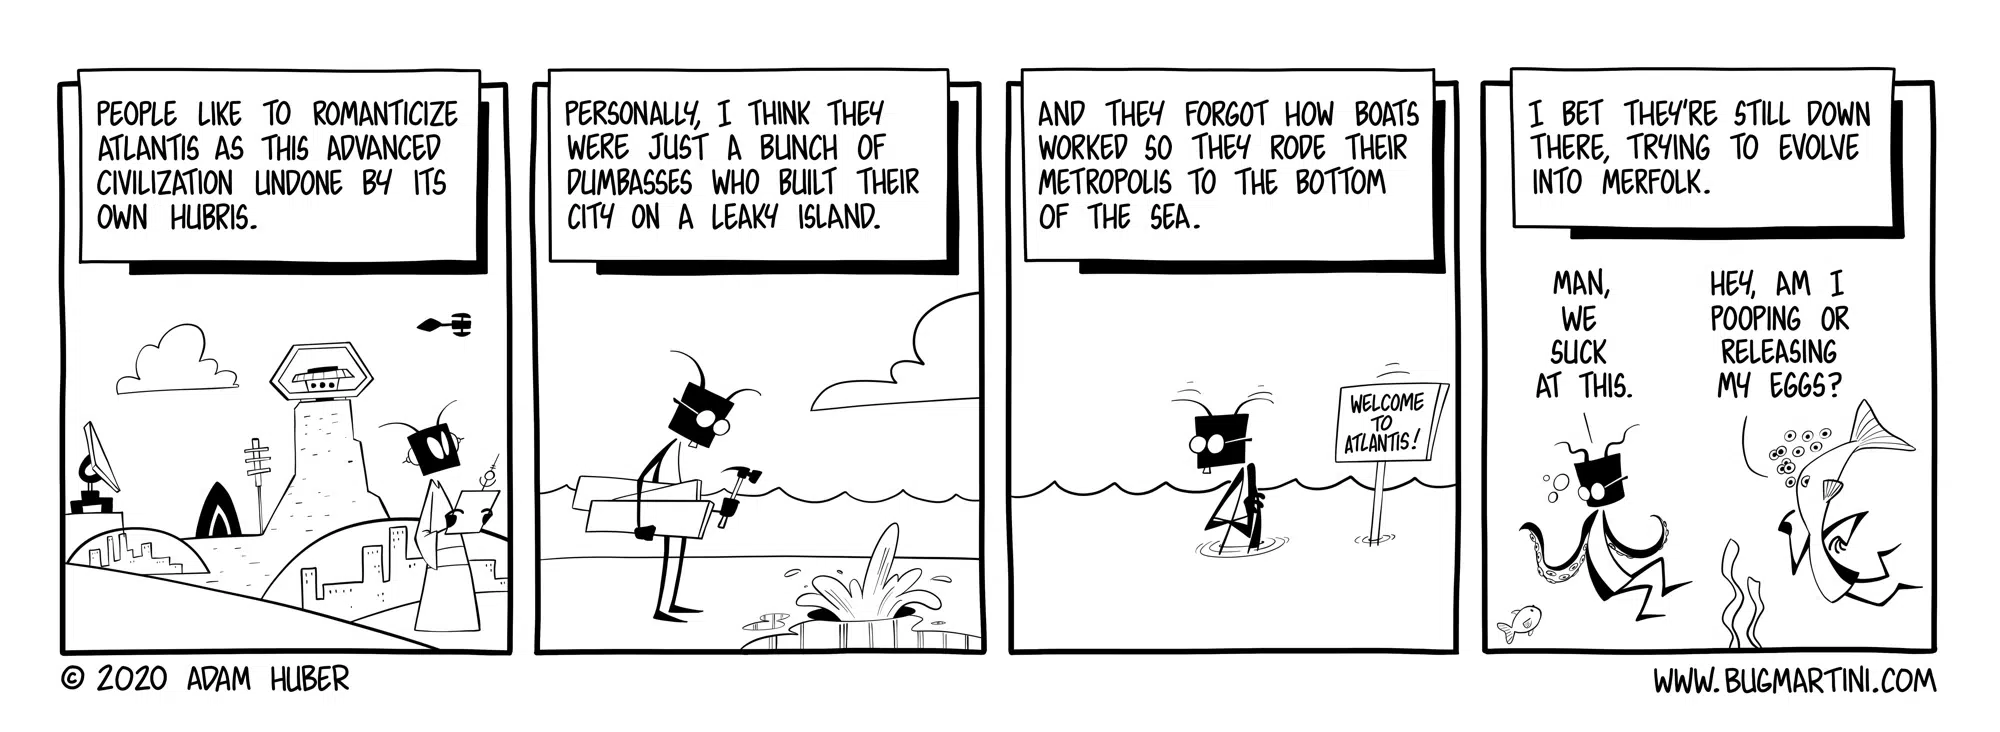 PEOPLE LIKE TO ROMANTICIZE
ATLANTIS AS THIS ADVANCED
CIVILIZATION UNDONE BY ITS
OWN HUBRIS.
PERSONALLY, I THINK THEY
WERE JUST A BUNCH OF
DUMBASSES WHO BUILT THEIR
CITY ON A LEAKY ISLAND.
AND THEY FORGOT HOW BOATS
WORKED SO THEY RODE THEIR
METROPOLIS TO THE BOTTOM
OF THE SEA.
WELCOME
TO
ATLANTIS!
I BET THEY'RE STILL DOWN
THERE, TRYING TO EVOLVE
INTO MERFOLK.
MAN,
WE
SUCK
AT THIS.
HEY, AM I
POOPING OR
RELEASING
MY EGGS?
© 2020 ADAM HUBER
WWW.BUGMARTINI.COM